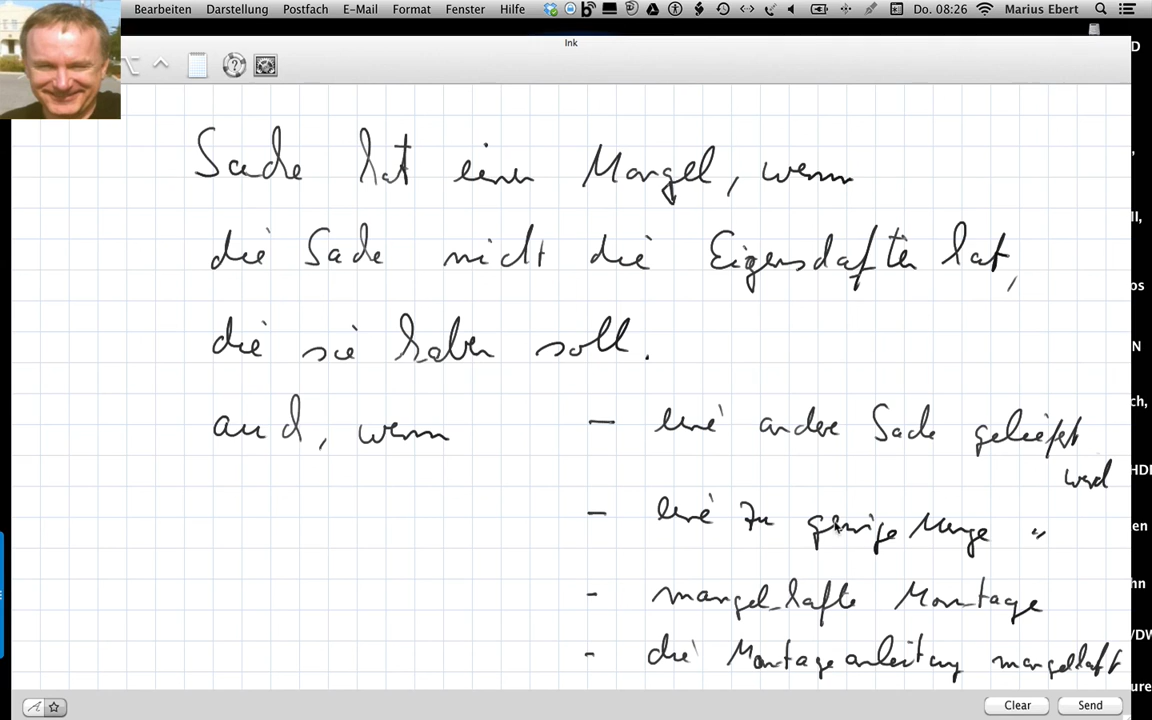 Bearbeiten Darstellung Postfach E-Mail Format Fenster Hilfe Do. 08:26 Marius Ebert
Ink
Sache hat einen Mangel, wenn
die Sache nicht die Eigenschaften hat,
die sie haben soll.
auch, wenn – eine andere Sache geliefert
wird
– eine zu geringe Menge "
- mangelhafte Montage
- die Montageanleitung mangelhaft
Clear Send